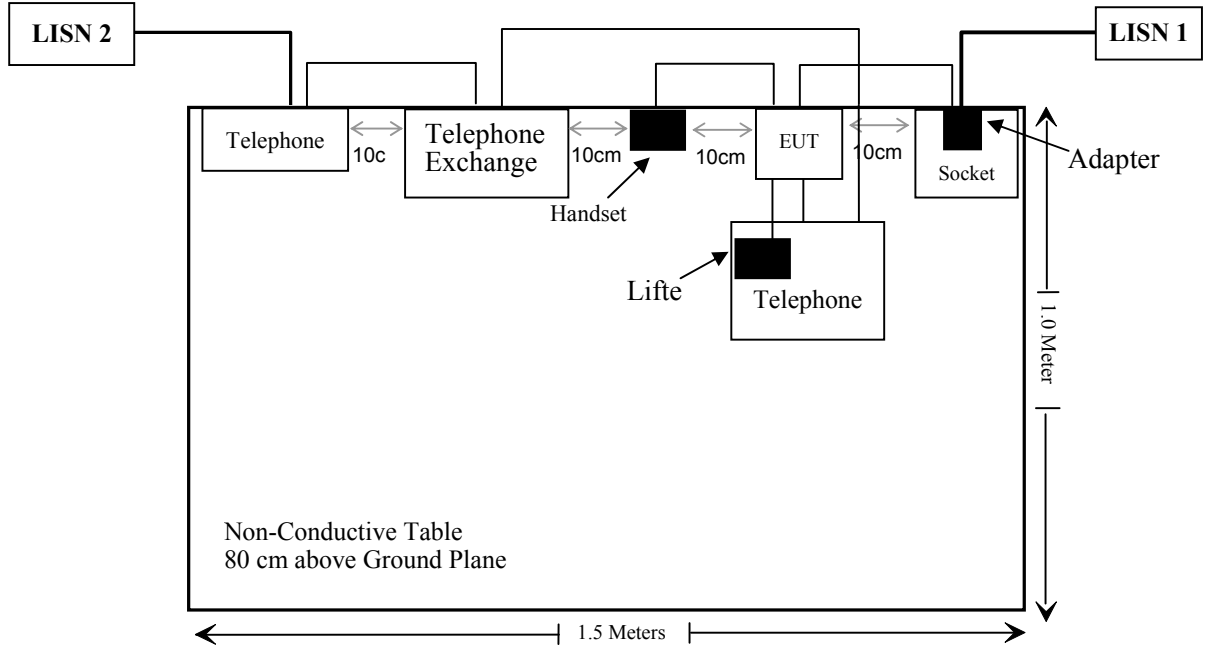 LISN 2
LISN 1
Telephone
10c
Telephone
Exchange
10cm
10cm
EUT
10cm
Socket
Adapter
Handset
Lifte
Telephone
1.0 Meter
Non-Conductive Table
80 cm above Ground Plane
1.5 Meters